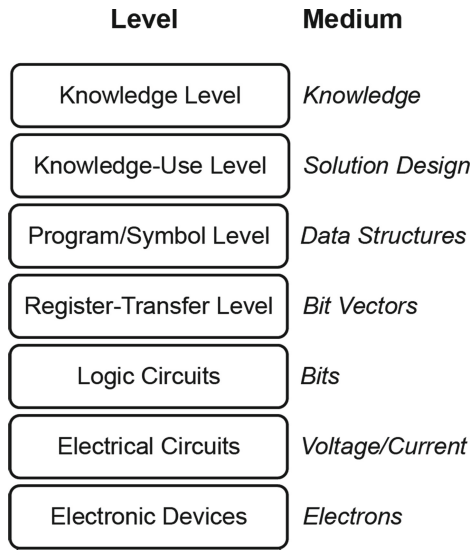 Level Medium
Knowledge Level Knowledge
Knowledge-Use Level Solution Design
Program/Symbol Level Data Structures
Register-Transfer Level Bit Vectors
Logic Circuits Bits
Electrical Circuits Voltage/Current
Electronic Devices Electrons